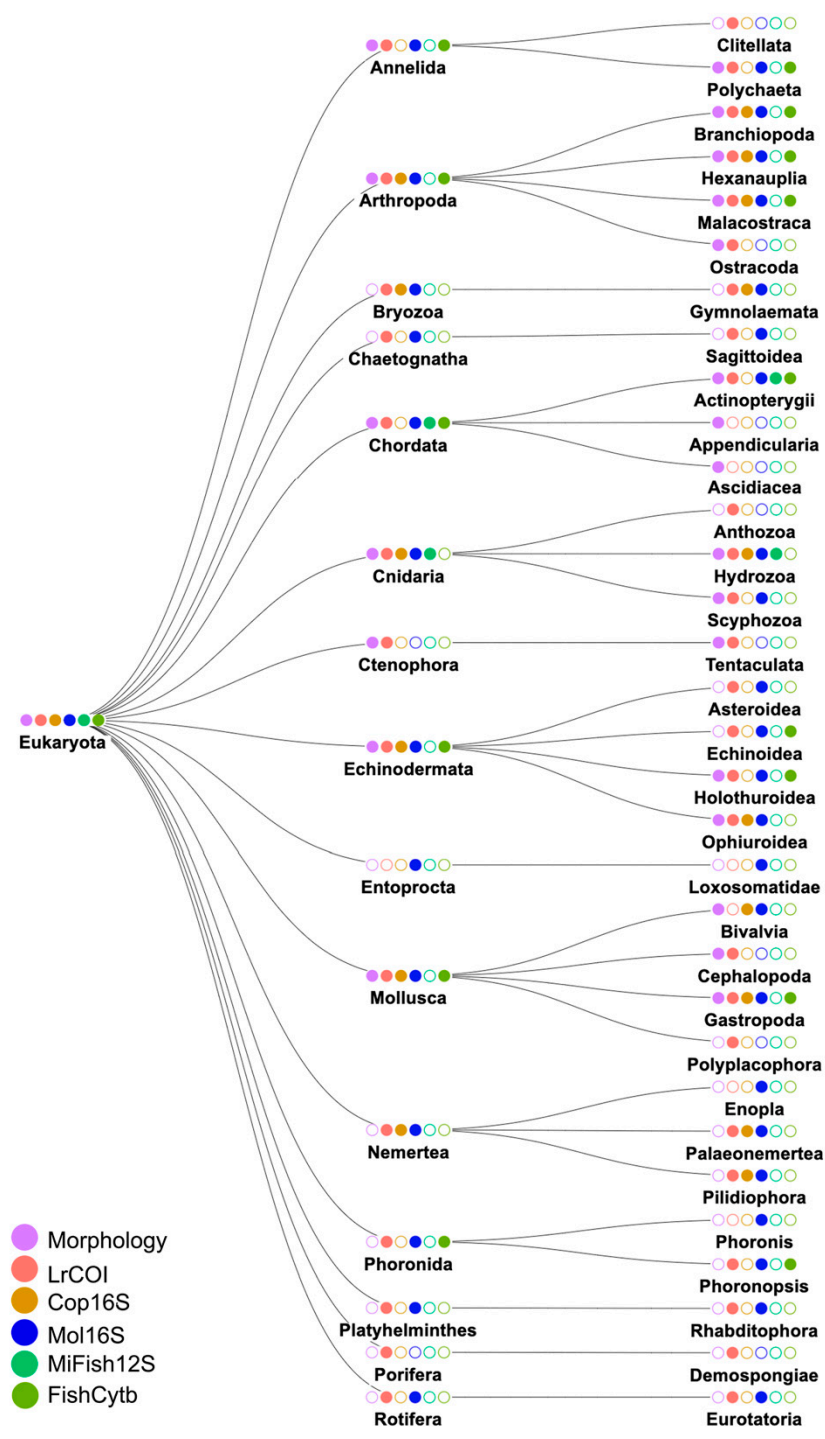 Clitellata
Annelida
Polychaeta
Branchiopoda
Hexanauplia
Arthropoda
Malacostraca
Ostracoda
Bryozoa
Gymnolaemata
Chaetognatha
Sagittoidea
Actinopterygii
Chordata
Appendicularia
Ascidiacea
Anthozoa
Cnidaria
Hydrozoa
Scyphozoa
Ctenophora
Tentaculata
Asteroidea
Eukaryota
Echinoidea
Echinodermata
Holothuroidea
Ophiuroidea
Entoprocta
Loxosomatidae
Bivalvia
Cephalopoda
Mollusca
Gastropoda
Polyplacophora
Enopla
Nemertea
Palaeonemertea
Pilidiophora
Phoronis
Phoronida
Phoronopsis
Platyhelminthes
Rhabditophora
Porifera
Demospongiae
Rotifera
Eurotatoria
Morphology
LrCOI
Cop16S
Mol16S
MiFish12S
FishCytb